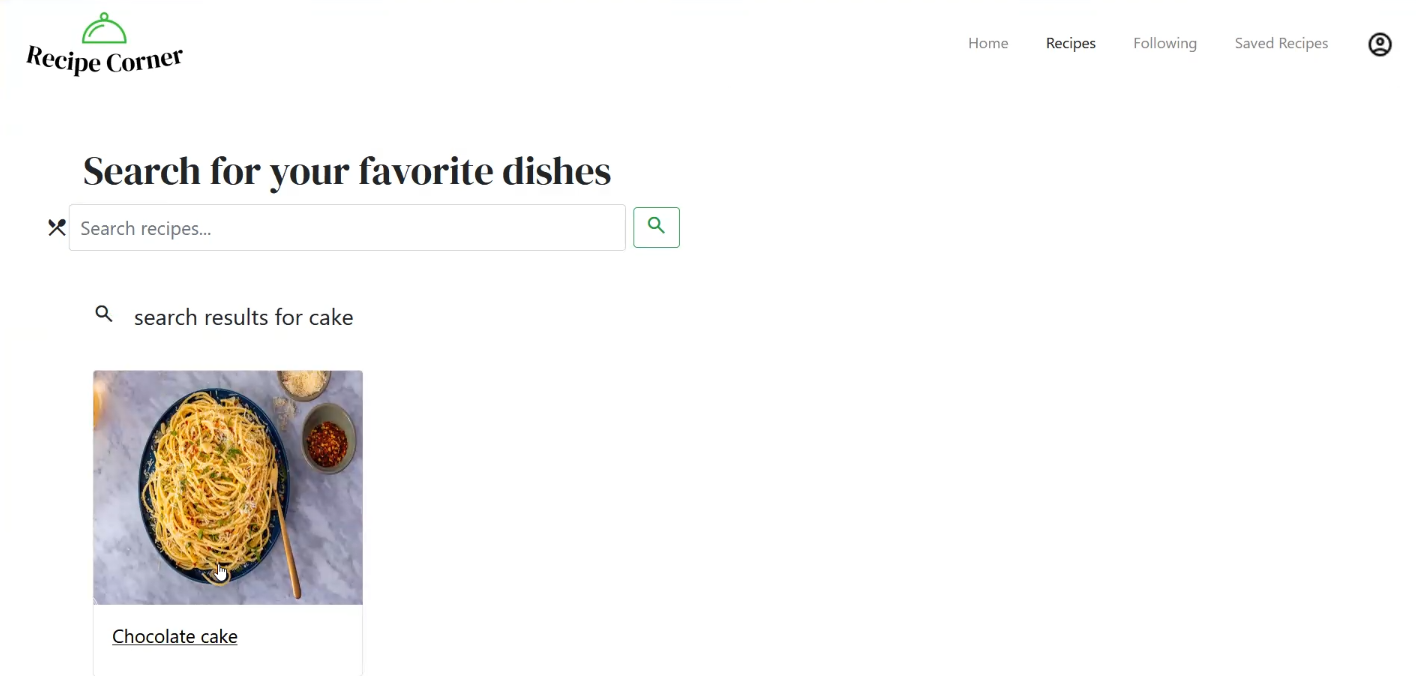 Recipe Corner
Home Recipes Following Saved Recipes
Search for your favorite dishes
Search recipes...
search results for cake
Chocolate cake